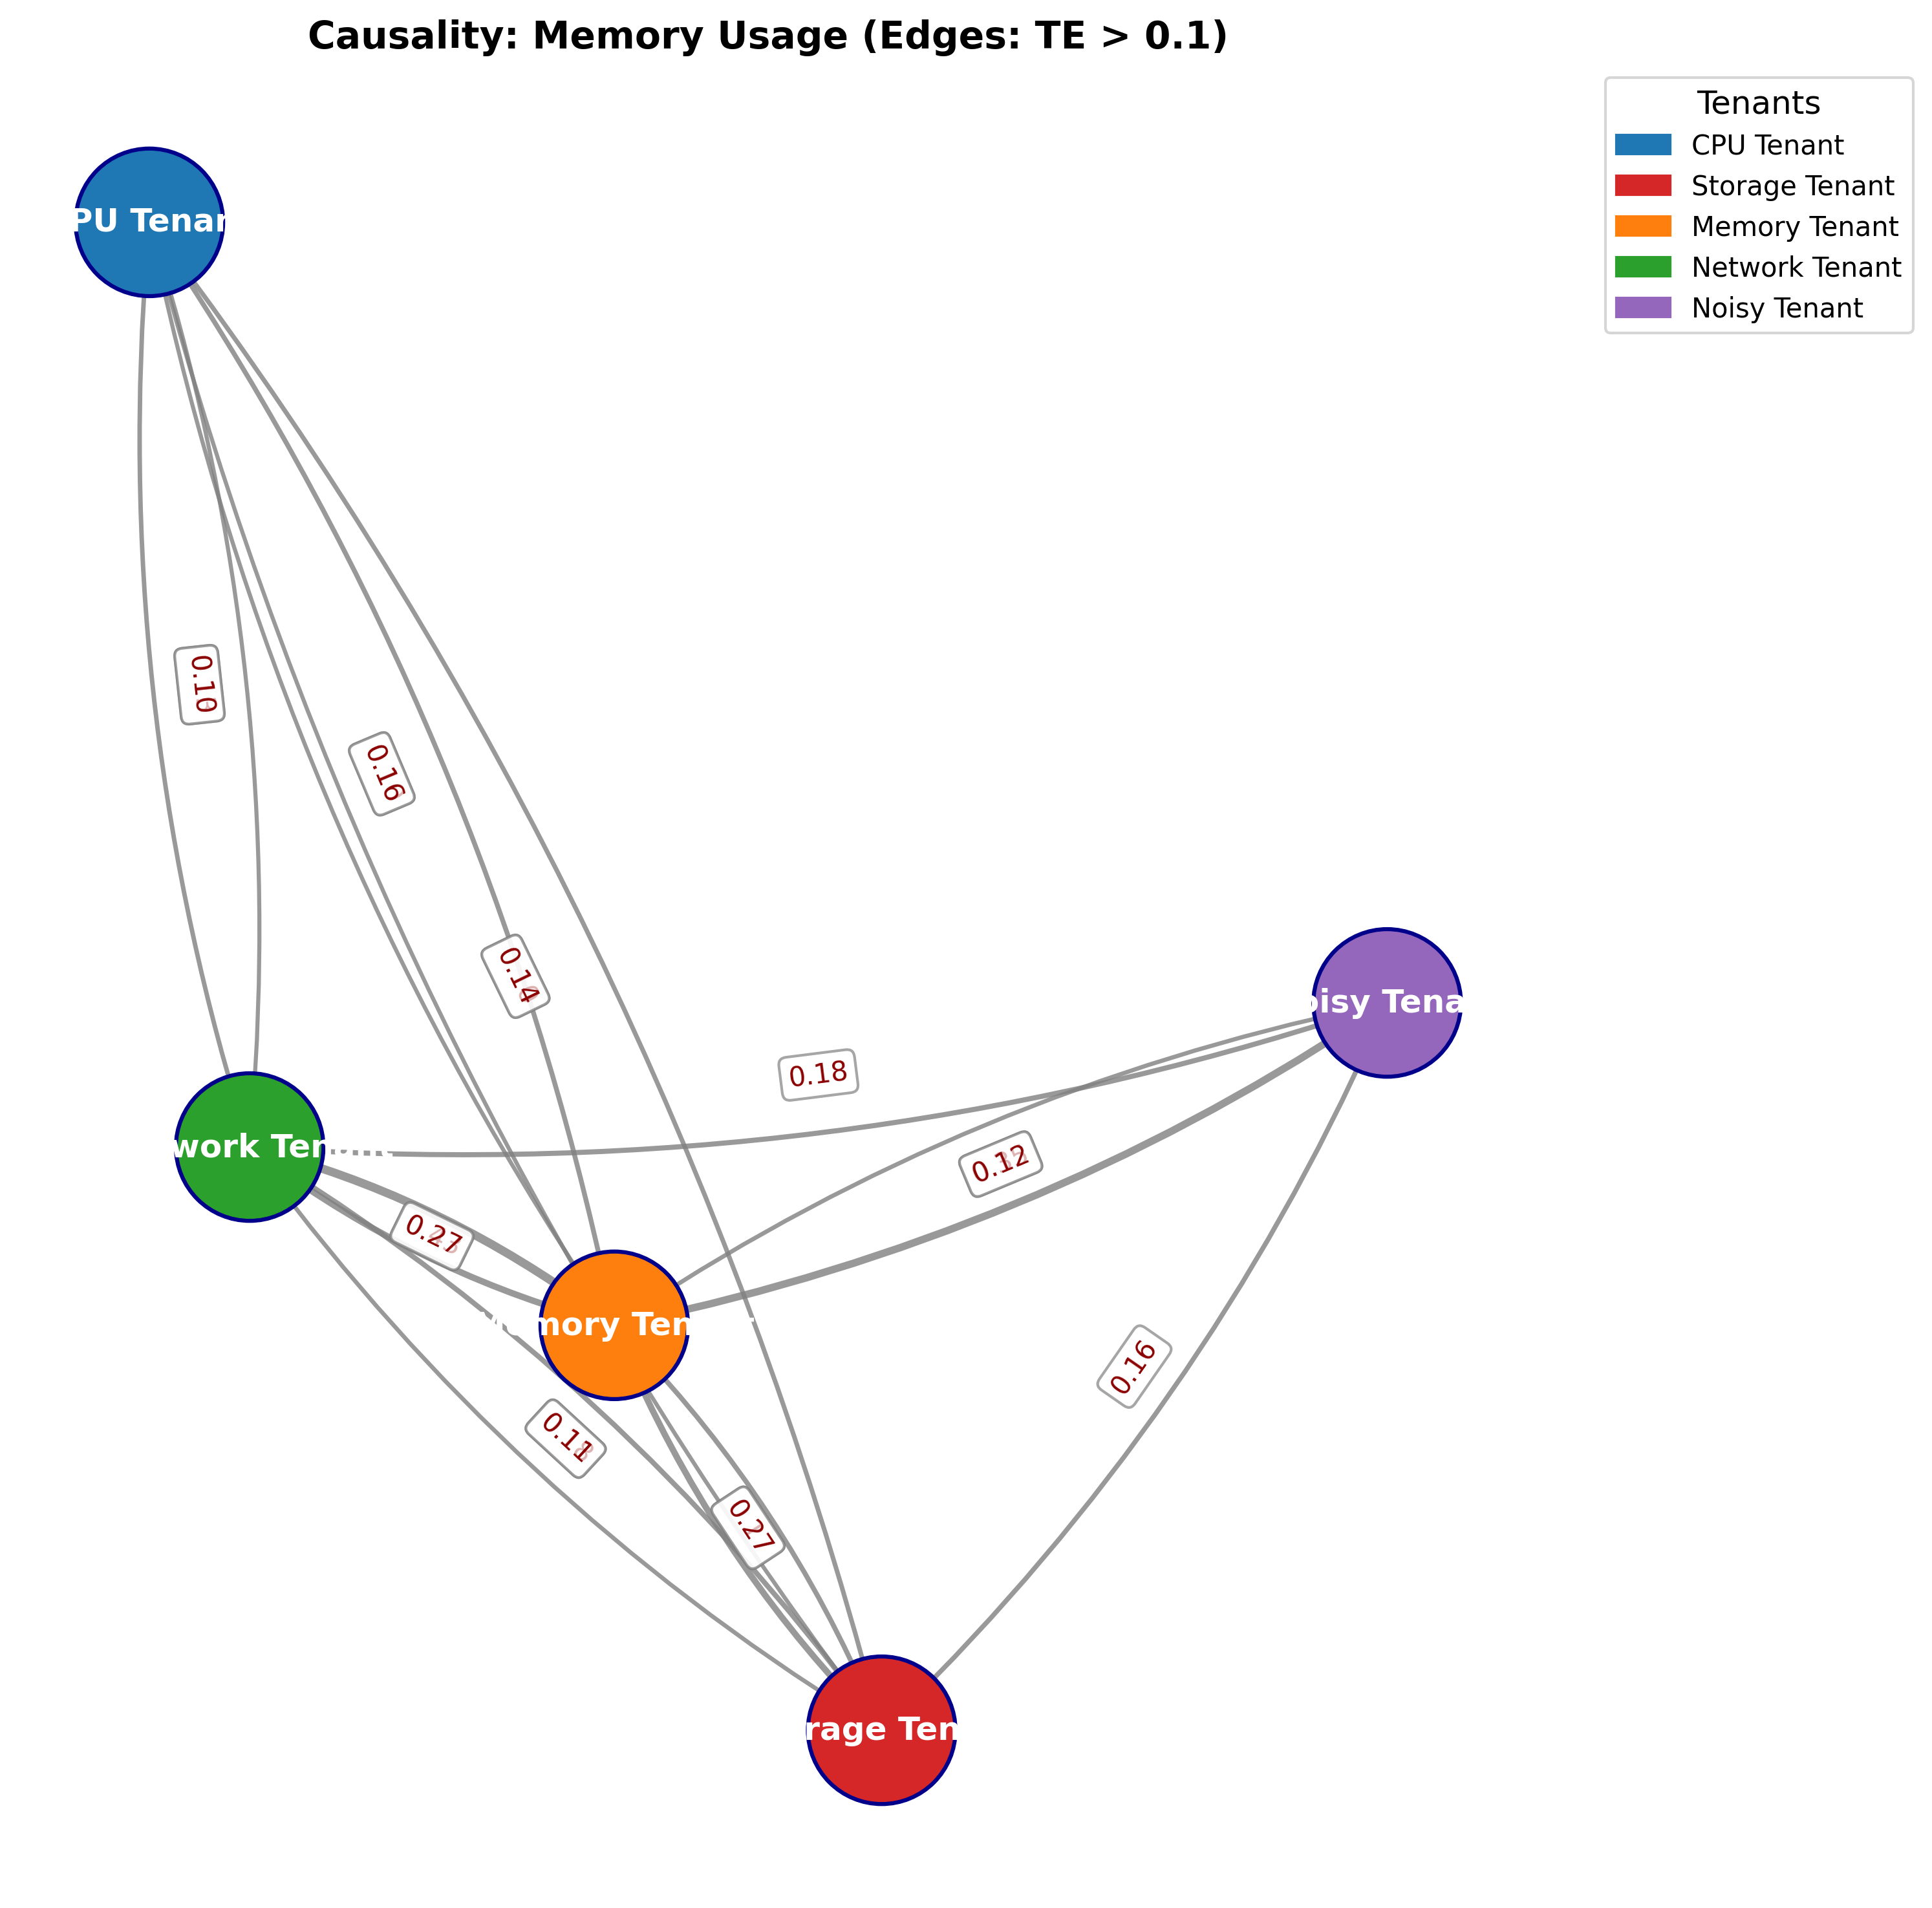 Causality: Memory Usage (Edges: TE > 0.1)
Tenants
CPU Tenant
Storage Tenant
Memory Tenant
Network Tenant
Noisy Tenant
PU Tenan
0.10
0.16
0.14
oisy Tena
0.18
work Ten
0.12
0.27
mory Ten
0.16
0.11
0.27
rage Ten